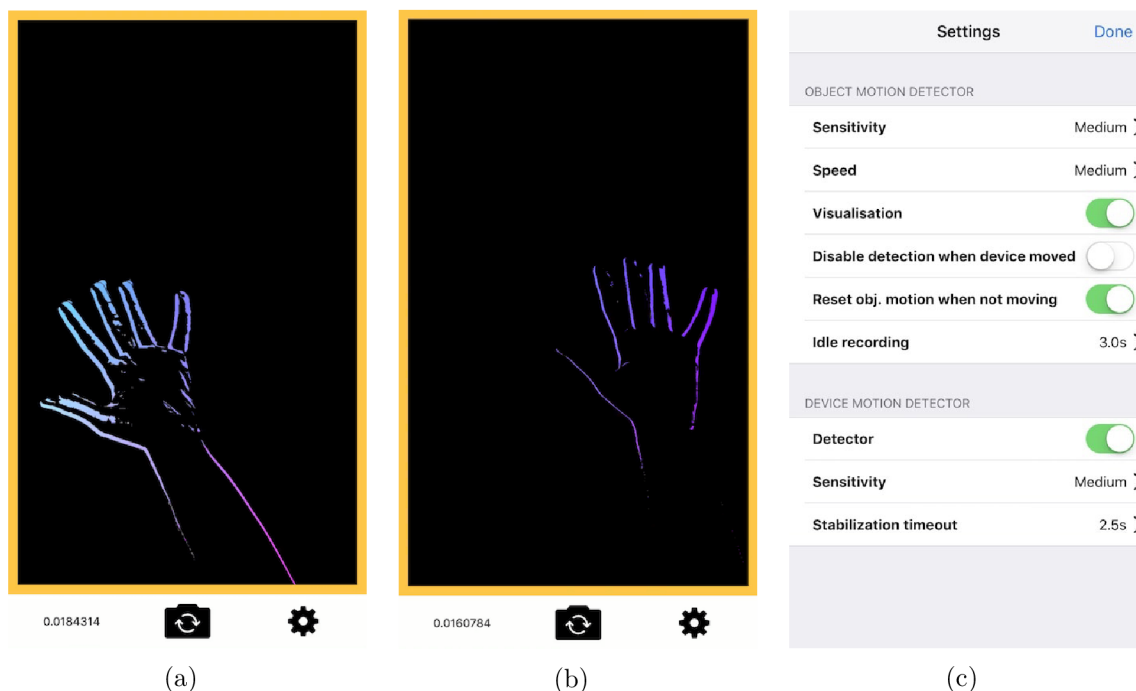 Settings Done
OBJECT MOTION DETECTOR
Sensitivity Medium
Speed Medium
Visualisation
Disable detection when device moved
Reset obj. motion when not moving
Idle recording 3.0s
DEVICE MOTION DETECTOR
Detector
Sensitivity Medium
Stabilization timeout 2.5s
0.0184314
0.0160784
(a) (b) (c)